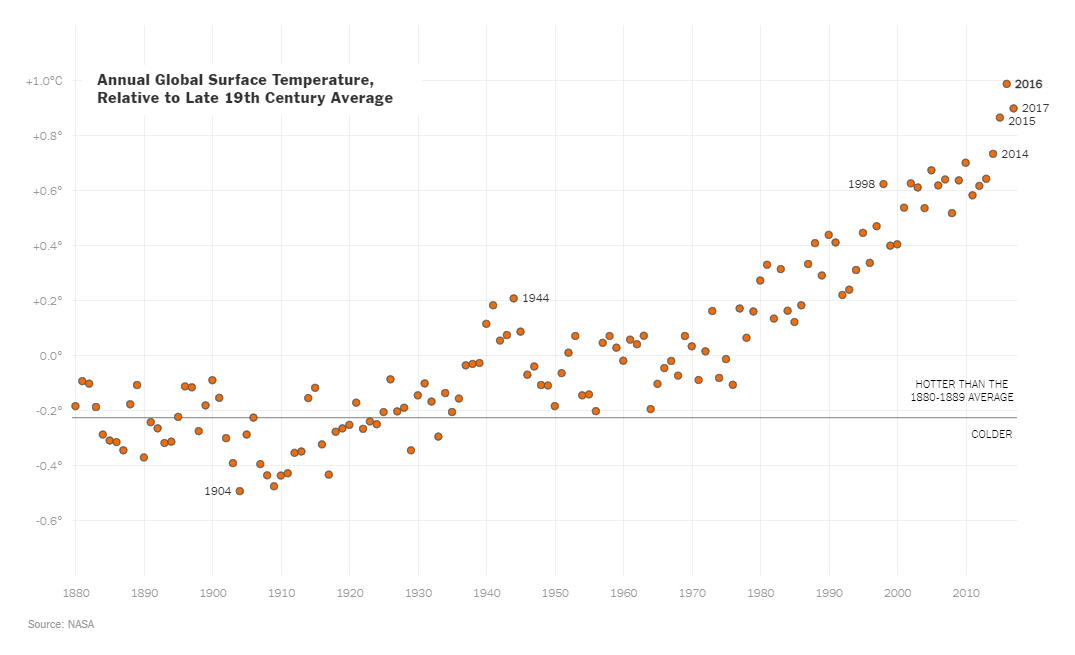 Annual Global Surface Temperature,
Relative to Late 19th Century Average
+1.0°C
+0.8°
+0.6°
+0.4°
+0.2°
0.0°
-0.2°
-0.4°
-0.6°
2016
2017
2015
2014
1998
1944
1904
HOTTER THAN THE
1880-1889 AVERAGE
COLDER
1880 1890 1900 1910 1920 1930 1940 1950 1960 1970 1980 1990 2000 2010
Source: NASA